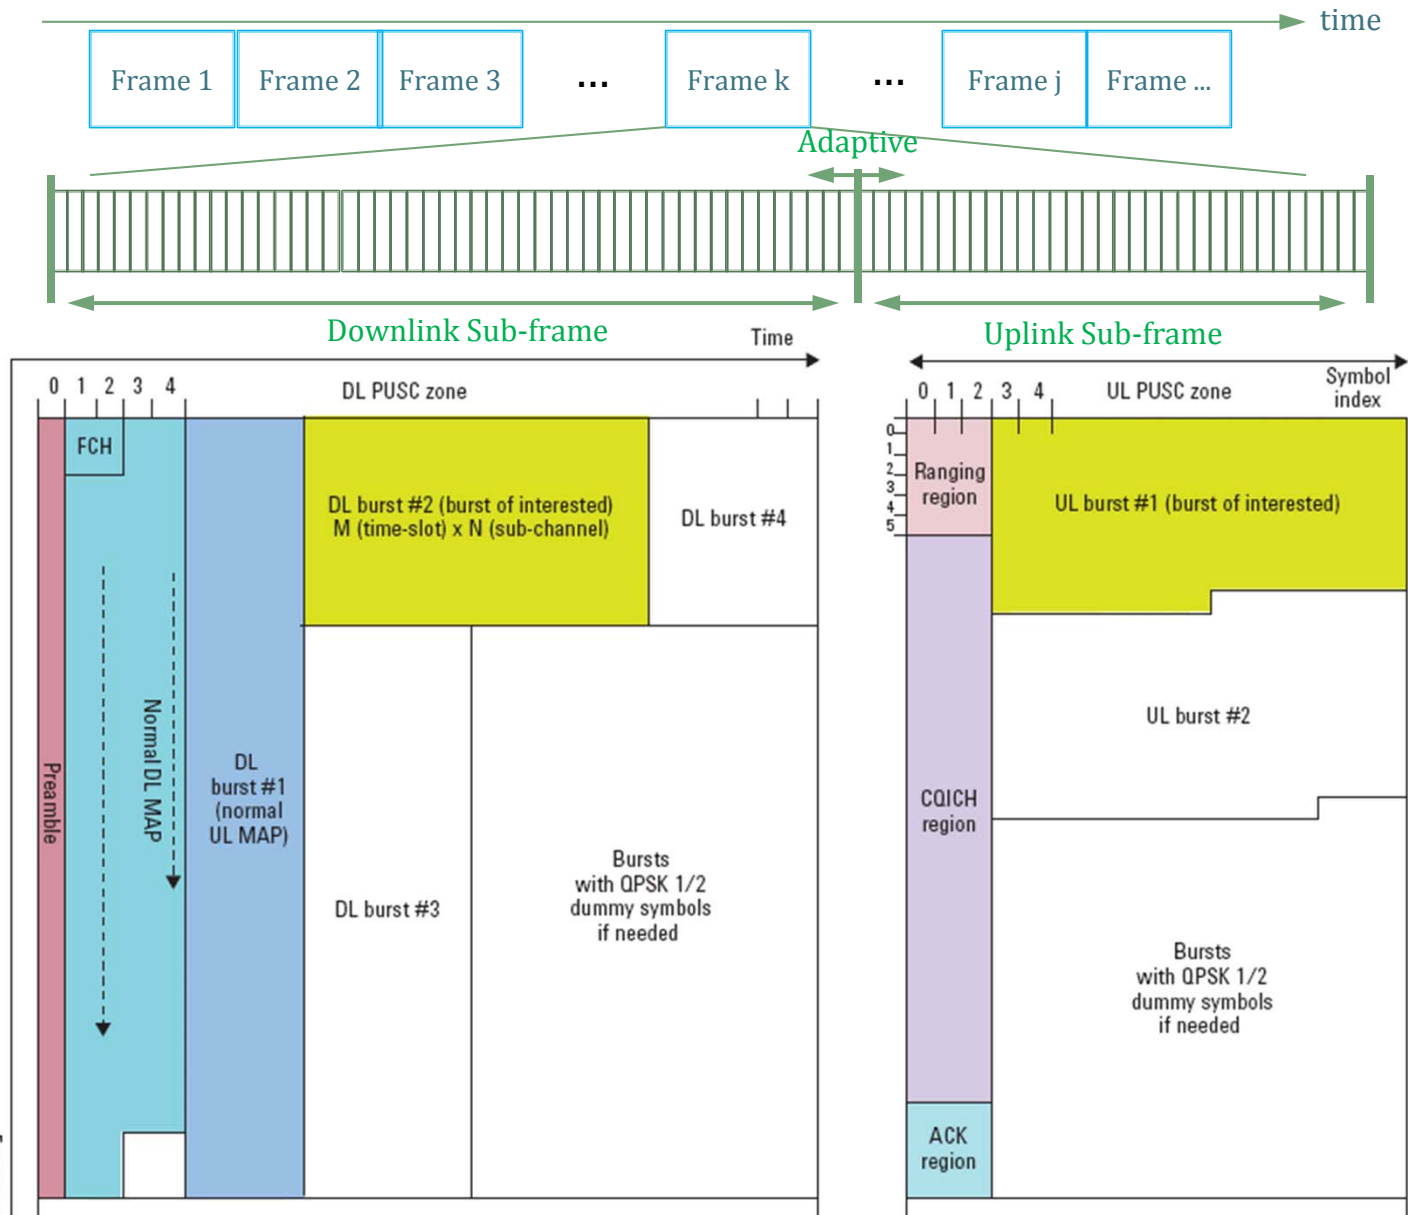 time
Frame 1
Frame 2
Frame 3
...
Frame k
...
Frame j
Frame ...
Adaptive
Downlink Sub-frame
Uplink Sub-frame
Time
0 1 2 3 4
DL PUSC zone
FCH
Preamble
Normal DL MAP
DL
burst #1
(normal
UL MAP)
DL burst #2 (burst of interested)
M (time-slot) x N (sub-channel)
DL burst #4
DL burst #3
Bursts
with QPSK 1/2
dummy symbols
if needed
0 1 2 3 4
UL PUSC zone
Symbol
index
0
1
2
3
4
5
Ranging
region
UL burst #1 (burst of interested)
UL burst #2
CQICH
region
Bursts
with QPSK 1/2
dummy symbols
if needed
ACK
region